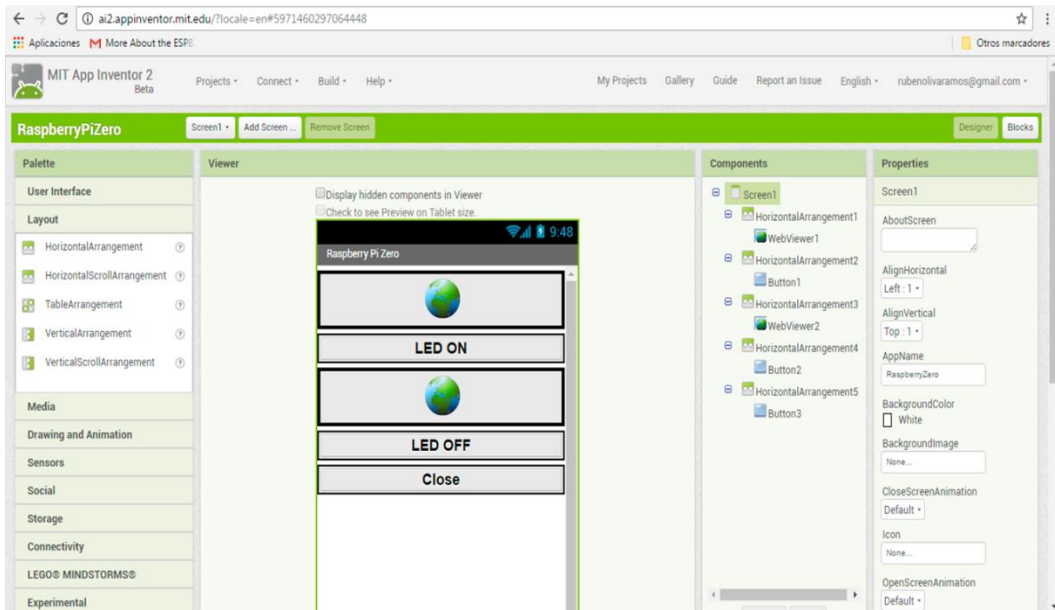 ai2.appinventor.mit.edu/?locale=en#5971460297064448
Aplicaciones More About the ESP8 Otros marcadores
MIT App Inventor 2
Beta
Projects Connect Build Help My Projects Gallery Guide Report an Issue English rubenolivaramos@gmail.com
RaspberryPiZero Screen1 Add Screen ... Remove Screen Designer Blocks
Palette
User Interface
Layout
HorizontalArrangement
HorizontalScrollArrangement
TableArrangement
VerticalArrangement
VerticalScrollArrangement
Media
Drawing and Animation
Sensors
Social
Storage
Connectivity
LEGO® MINDSTORMS®
Experimental
Viewer
Display hidden components in Viewer
Check to see Preview on Tablet size.
9:48
Raspberry Pi Zero
LED ON
LED OFF
Close
Components
Screen1
HorizontalArrangement1
WebViewer1
HorizontalArrangement2
Button1
HorizontalArrangement3
WebViewer2
HorizontalArrangement4
Button2
HorizontalArrangement5
Button3
Properties
Screen1
AboutScreen
AlignHorizontal
Left : 1
AlignVertical
Top : 1
AppName
RaspberryZero
BackgroundColor
White
BackgroundImage
None...
CloseScreenAnimation
Default
Icon
None...
OpenScreenAnimation
Default